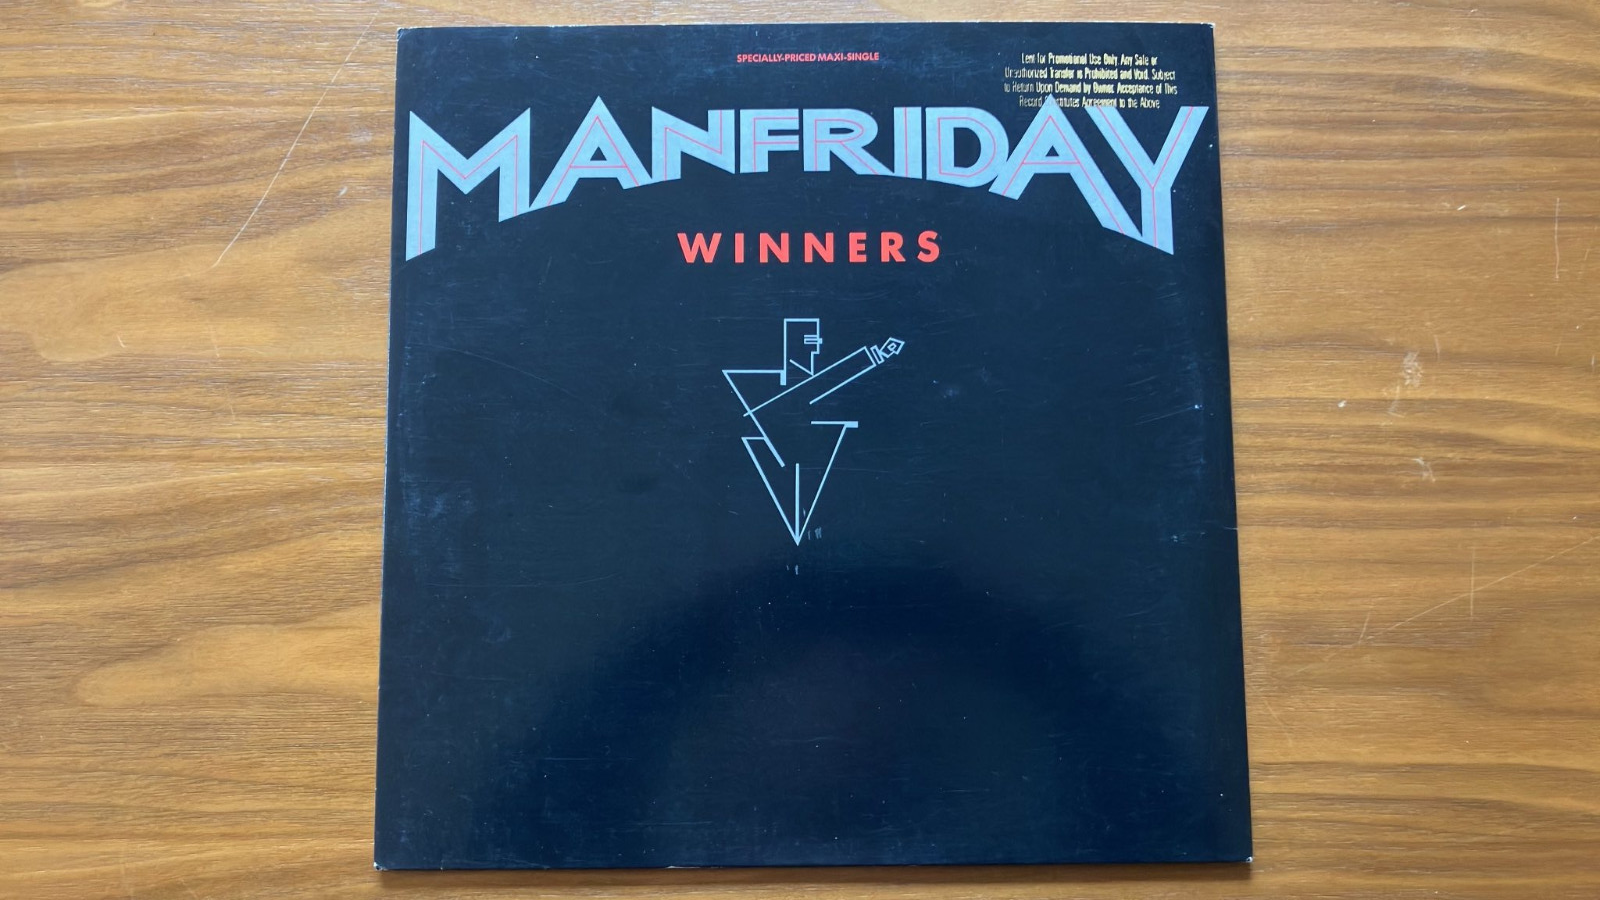 SPECIALLY-PRICED MAXI-SINGLE
Lent for Promotional Use Only. Any Sale or
Unauthorized Transfer is Prohibited and Void. Subject
to Return Upon Demand by Owner. Acceptance of This
Record Constitutes Agreement to the Above
MANFRIDAY
WINNERS